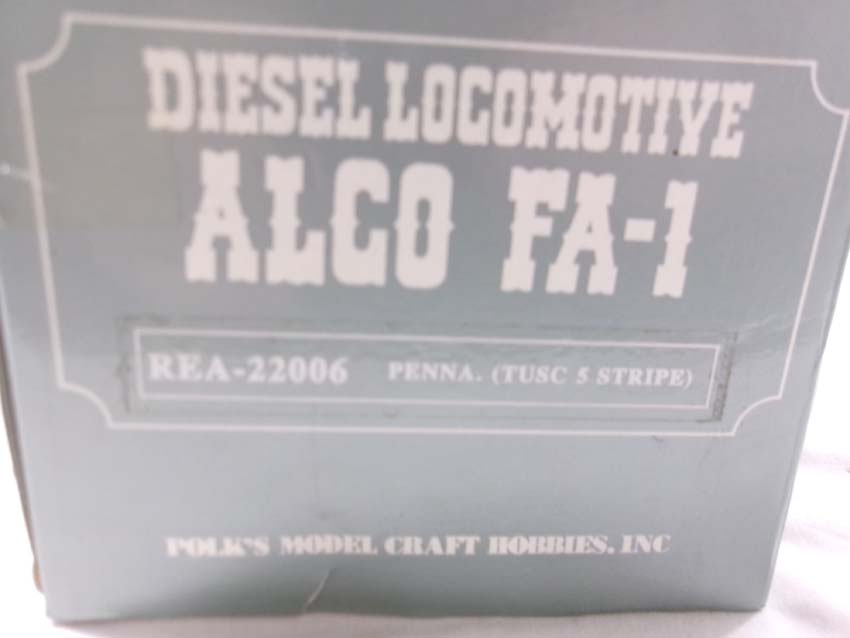 DIESEL LOCOMOTIVE
ALCO FA-1
REA-22006 PENNA. (TUSC 5 STRIPE)
POLK'S MODEL CRAFT HOBBIES, INC